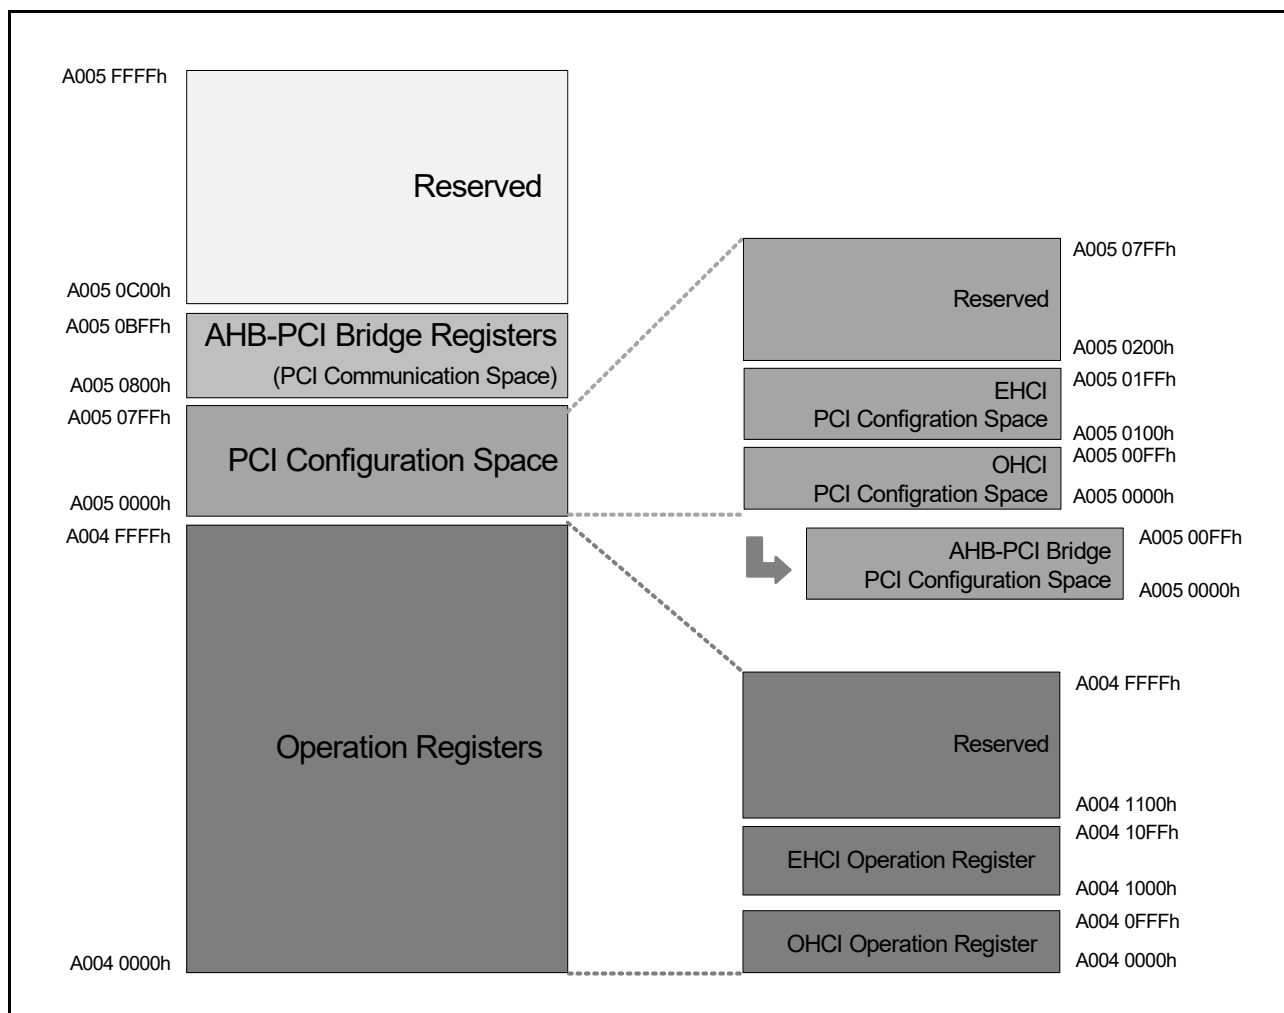 A005 FFFFh
Reserved
A005 0C00h
A005 0BFFh
AHB-PCI Bridge Registers
(PCI Communication Space)
A005 0800h
A005 07FFh
PCI Configuration Space
A005 0000h
A004 FFFFh
Operation Registers
A004 0000h
A005 07FFh
Reserved
A005 0200h
A005 01FFh
EHCI
PCI Configration Space
A005 0100h
A005 00FFh
OHCI
PCI Configration Space
A005 0000h
A005 00FFh
AHB-PCI Bridge
PCI Configuration Space
A005 0000h
A004 FFFFh
Reserved
A004 1100h
A004 10FFh
EHCI Operation Register
A004 1000h
A004 0FFFh
OHCI Operation Register
A004 0000h